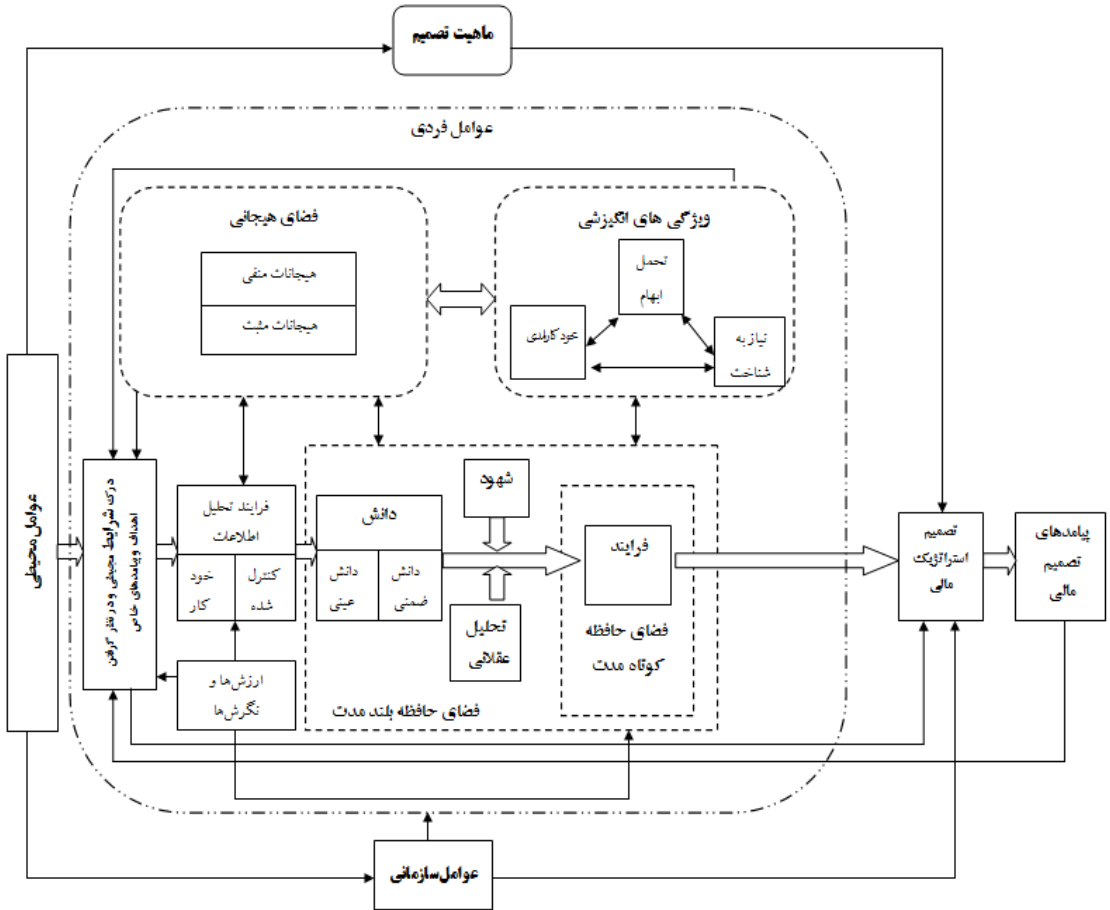 ماهیت تصمیم
عوامل فردی
ویژگی های انگیزشی
تحمل
ابهام
خودکارآمدی
نیاز به
شناخت
فضای هیجانی
هیجانات منفی
هیجانات مثبت
عوامل محیطی
درک شرایط محیطی و در نظر گرفتن
اهداف و پیامدهای خاص
فرایند تحلیل
اطلاعات
خود
کار
کنترل
شده
ارزش‌ها و
نگرش‌ها
دانش
دانش
عینی
دانش
ضمنی
شهود
تحلیل
عقلائی
فرایند
فضای حافظه
کوتاه مدت
فضای حافظه بلند مدت
تصمیم
استراتژیک
مالی
پیامدهای
تصمیم
مالی
عوامل سازمانی